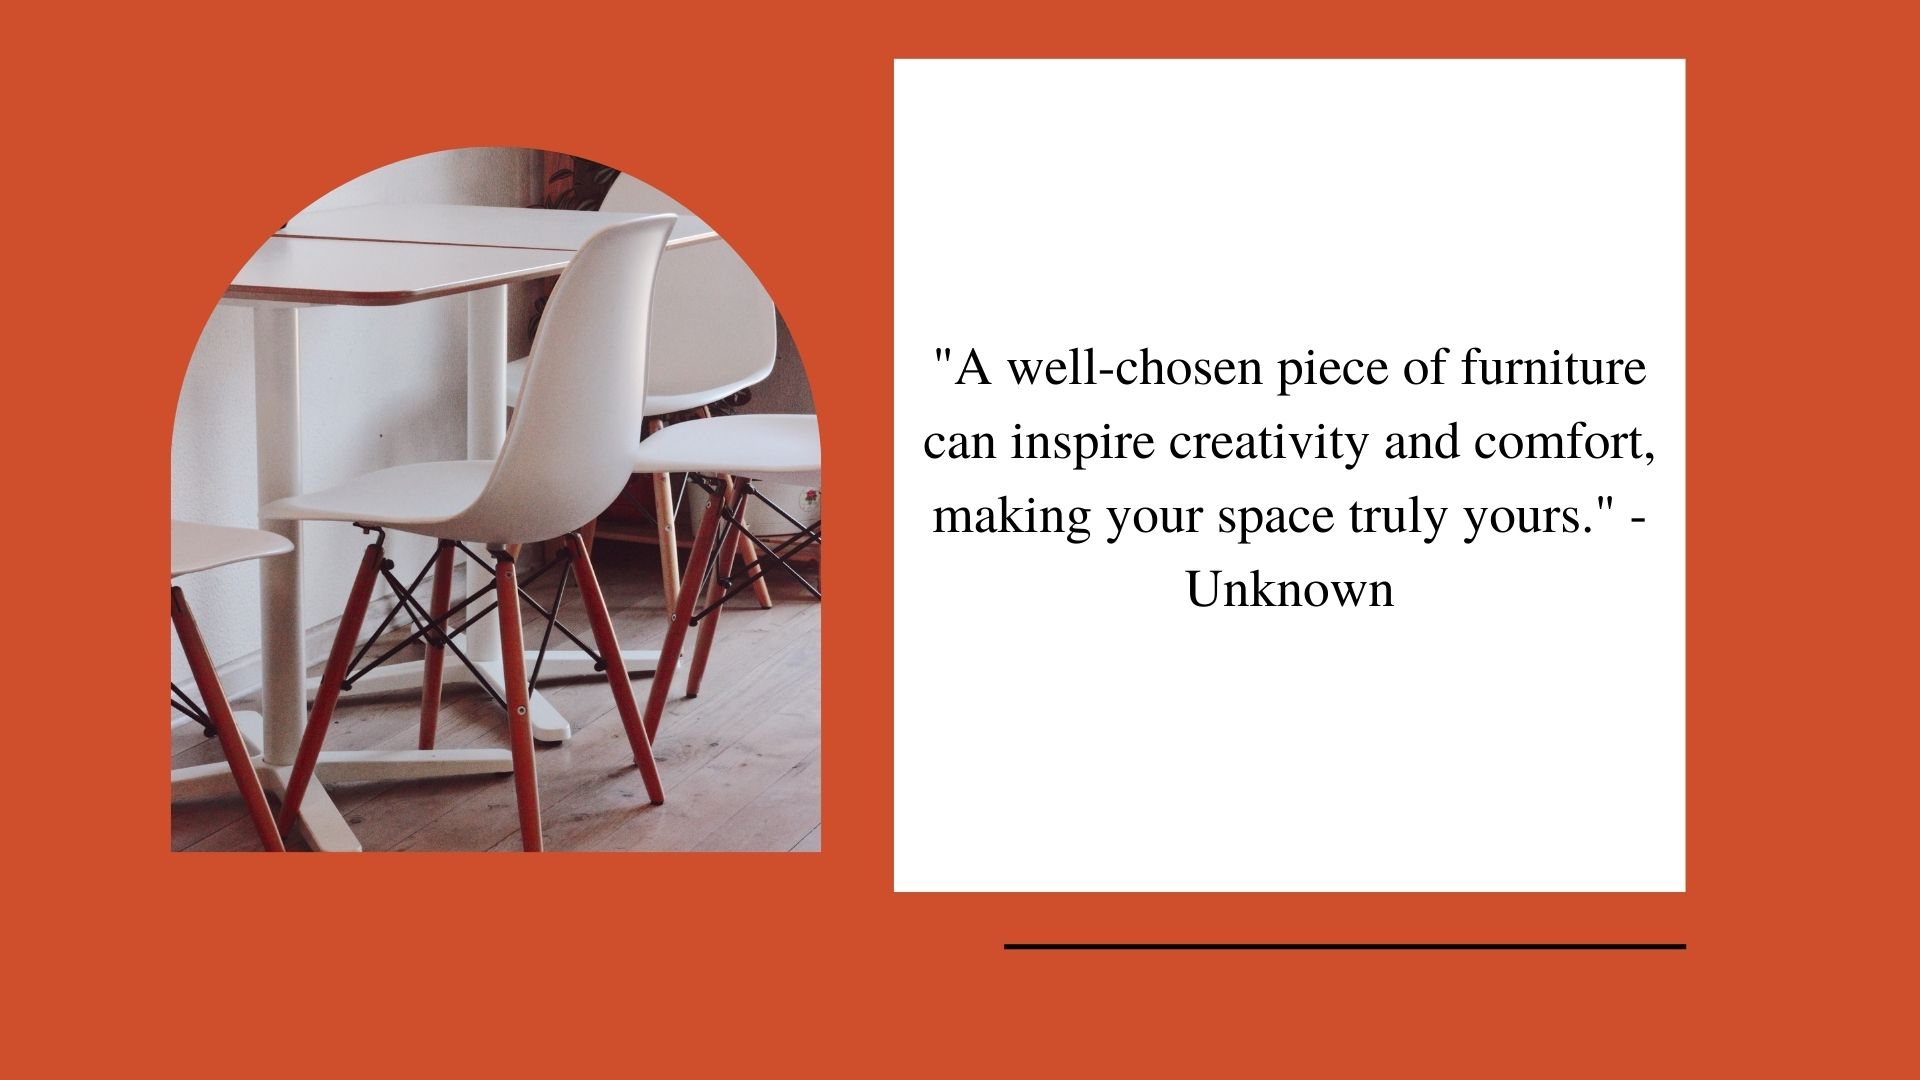 "A well-chosen piece of furniture
can inspire creativity and comfort,
making your space truly yours." -
Unknown